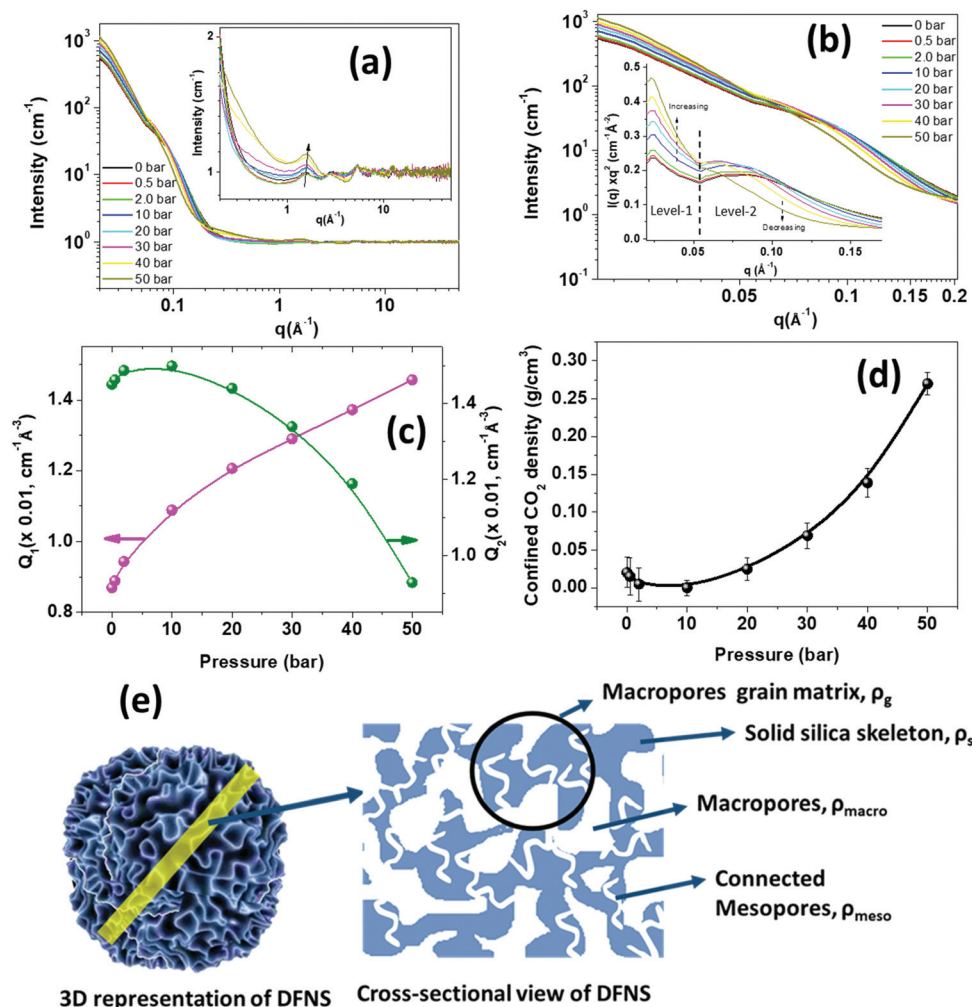 (a)
Intensity (cm⁻¹)
10³
10²
10¹
10⁰
0.1
1
10
q(Å⁻¹)
0 bar
0.5 bar
2.0 bar
10 bar
20 bar
30 bar
40 bar
50 bar
Intensity (cm⁻¹)
2
1
1
10
q(Å⁻¹)
(b)
Intensity (cm⁻¹)
10³
10²
10¹
10⁰
10⁻¹
0.05
0.1
0.15
0.2
q(Å⁻¹)
0 bar
0.5 bar
2.0 bar
10 bar
20 bar
30 bar
40 bar
50 bar
I(q) xq² (cm⁻¹Å⁻²)
0.5
0.4
0.3
0.2
0.1
0.0
Increasing
Level-1
Level-2
Decreasing
0.05
0.10
0.15
q (Å⁻¹)
(c)
Q₁(x 0.01, cm⁻¹Å⁻³)
1.4
1.2
1.0
0.8
0
10
20
30
40
50
Pressure (bar)
1.4
1.2
1.0
Q₂(x 0.01, cm⁻¹Å⁻³)
(d)
Confined CO₂ density (g/cm³)
0.30
0.25
0.20
0.15
0.10
0.05
0.00
0
10
20
30
40
50
Pressure (bar)
(e)
Macropores grain matrix, ρg
Solid silica skeleton, ρs
Macropores, ρmacro
Connected
Mesopores, ρmeso
3D representation of DFNS
Cross-sectional view of DFNS